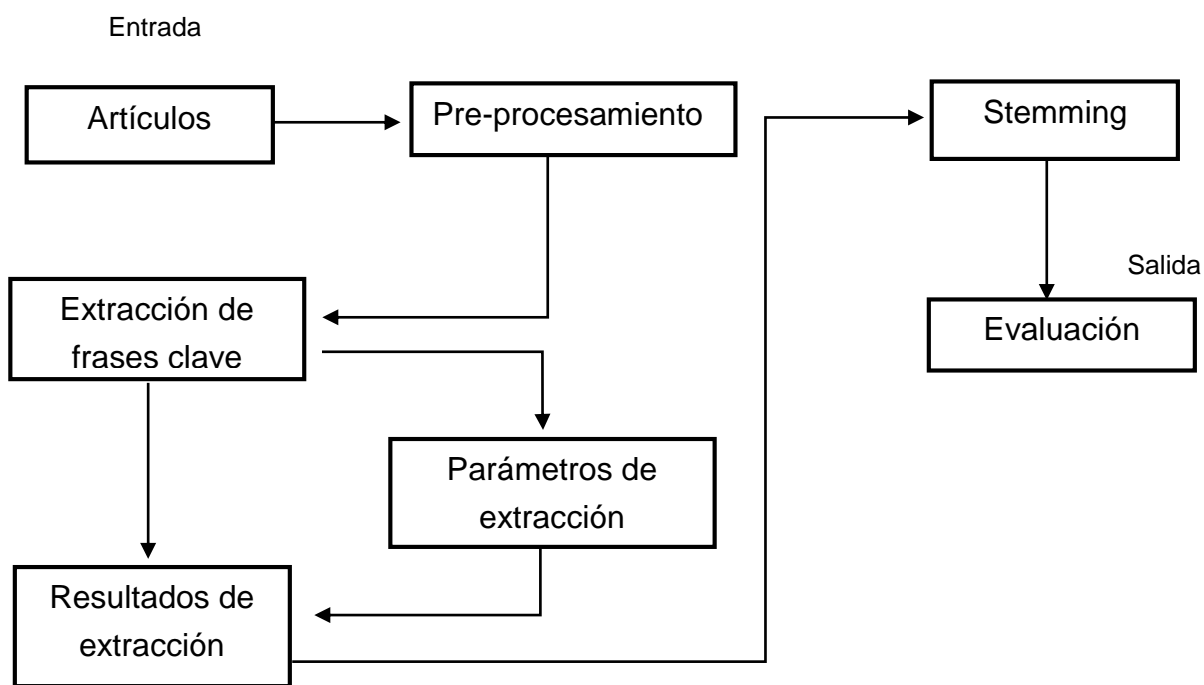 Entrada
Artículos
Pre-procesamiento
Stemming
Extracción de
frases clave
Salida
Evaluación
Parámetros de
extracción
Resultados de
extracción